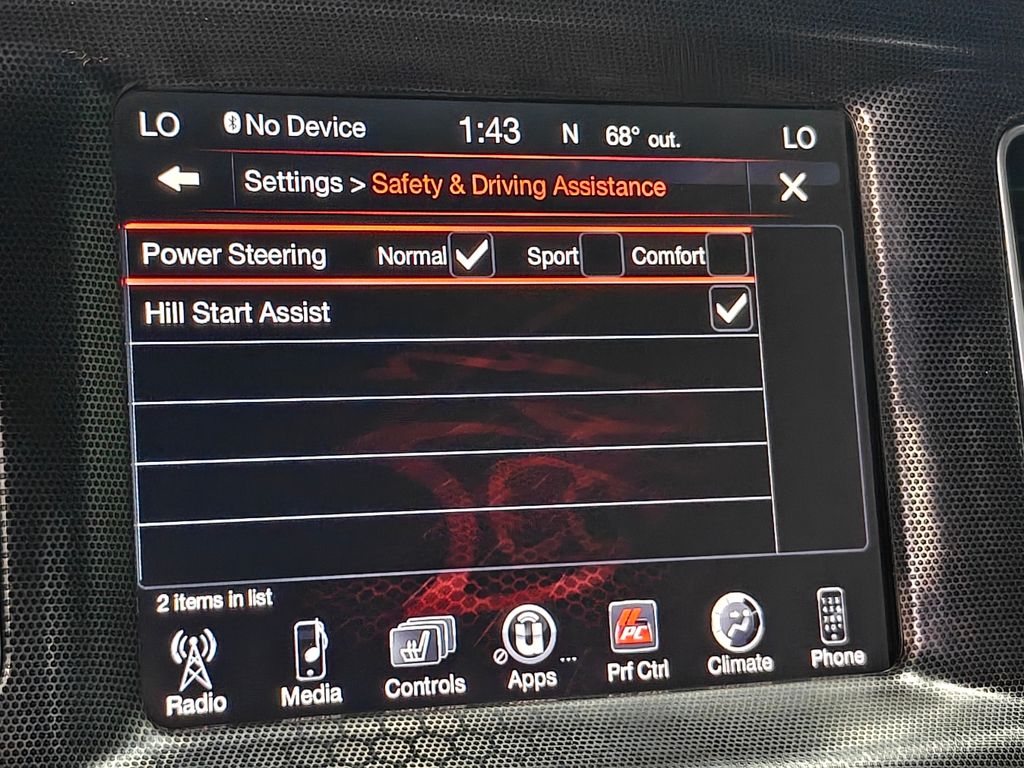 LO No Device 1:43 N 68° out. LO
Settings > Safety & Driving Assistance
Power Steering Normal Sport Comfort
Hill Start Assist
2 items in list
PC
Radio Media Controls Apps ... Prf Ctrl Climate Phone